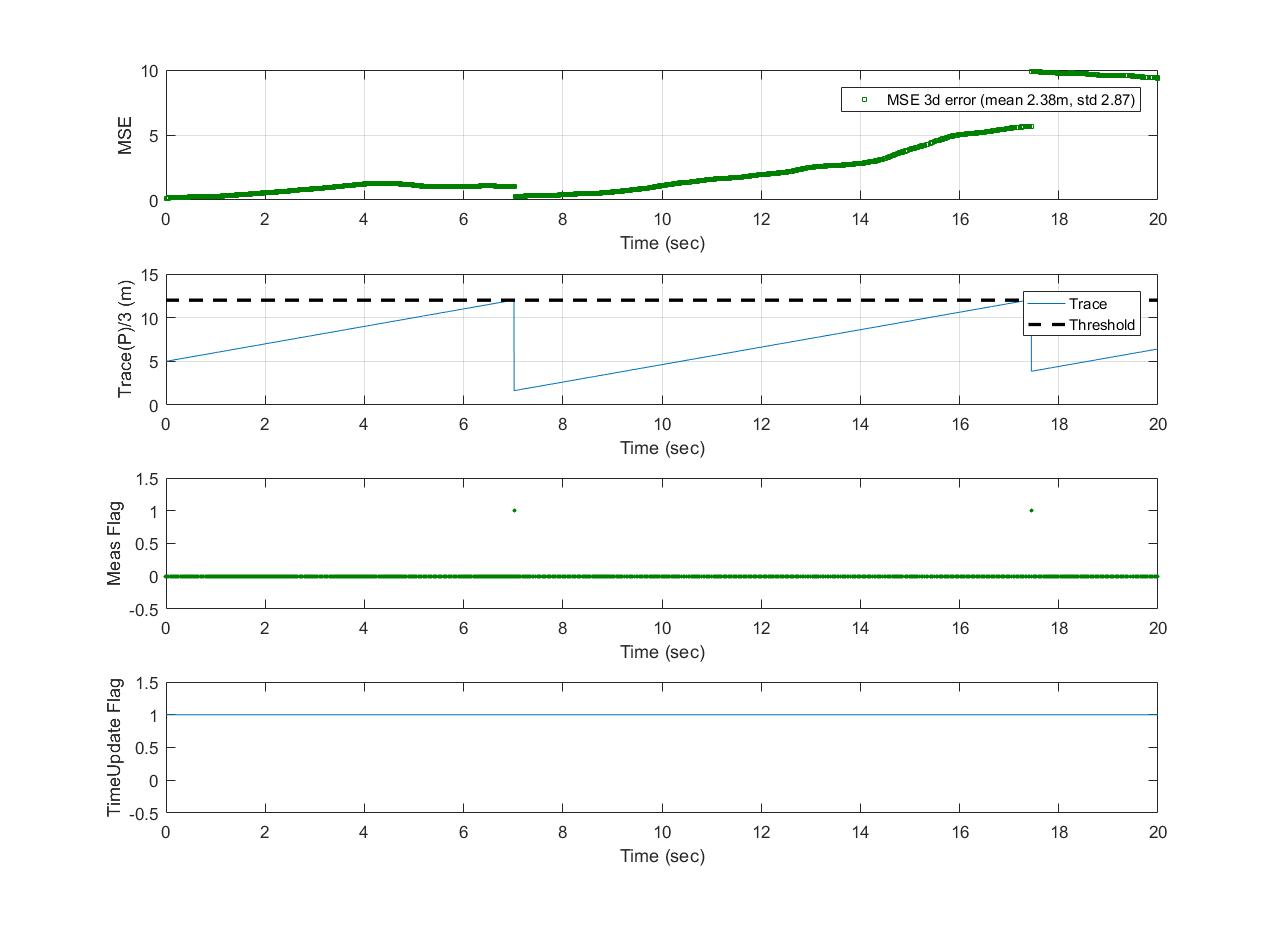 10
5
0
MSE
MSE 3d error (mean 2.38m, std 2.87)
0 2 4 6 8 10 12 14 16 18 20
Time (sec)
15
10
5
0
Trace(P)/3 (m)
Trace
Threshold
0 2 4 6 8 10 12 14 16 18 20
Time (sec)
1.5
1
0.5
0
-0.5
Meas Flag
0 2 4 6 8 10 12 14 16 18 20
Time (sec)
1.5
1
0.5
0
-0.5
TimeUpdate Flag
0 2 4 6 8 10 12 14 16 18 20
Time (sec)